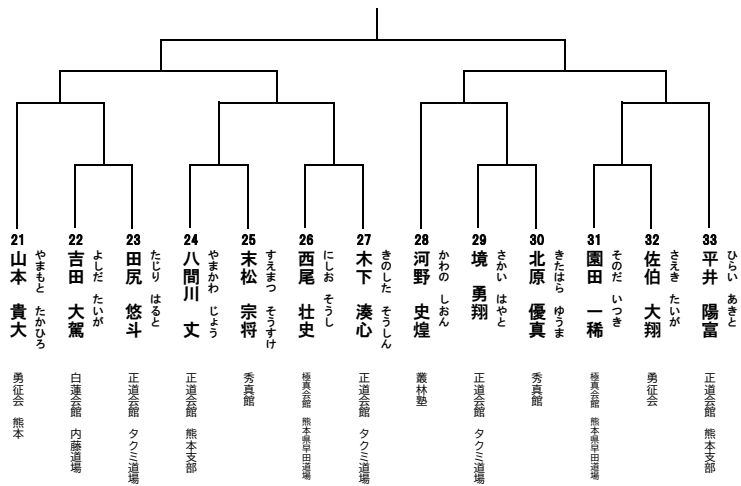 21
山本 貴大
やまもと たかひろ
勇征会 熊本
22
吉田 大駕
よしだ たいが
白蓮会館 内藤道場
23
田尻 悠斗
たじり はると
正道会館 タクミ道場
24
八間川 丈
やまかわ じょう
正道会館 熊本支部
25
末松 宗将
すえまつ そうすけ
秀真館
26
西尾 壮史
にしお そうし
極真会館 熊本県早田道場
27
木下 湊心
きのした そうしん
正道会館 タクミ道場
28
河野 史煌
かわの しおん
叢林塾
29
境 勇翔
さかい はやと
正道会館 タクミ道場
30
北原 優真
きたはら ゆうま
秀真館
31
園田 一稀
そのだ いつき
極真会館 熊本県早田道場
32
佐伯 大翔
さえき たいが
勇征会
33
平井 陽富
ひらい あきと
正道会館 熊本支部